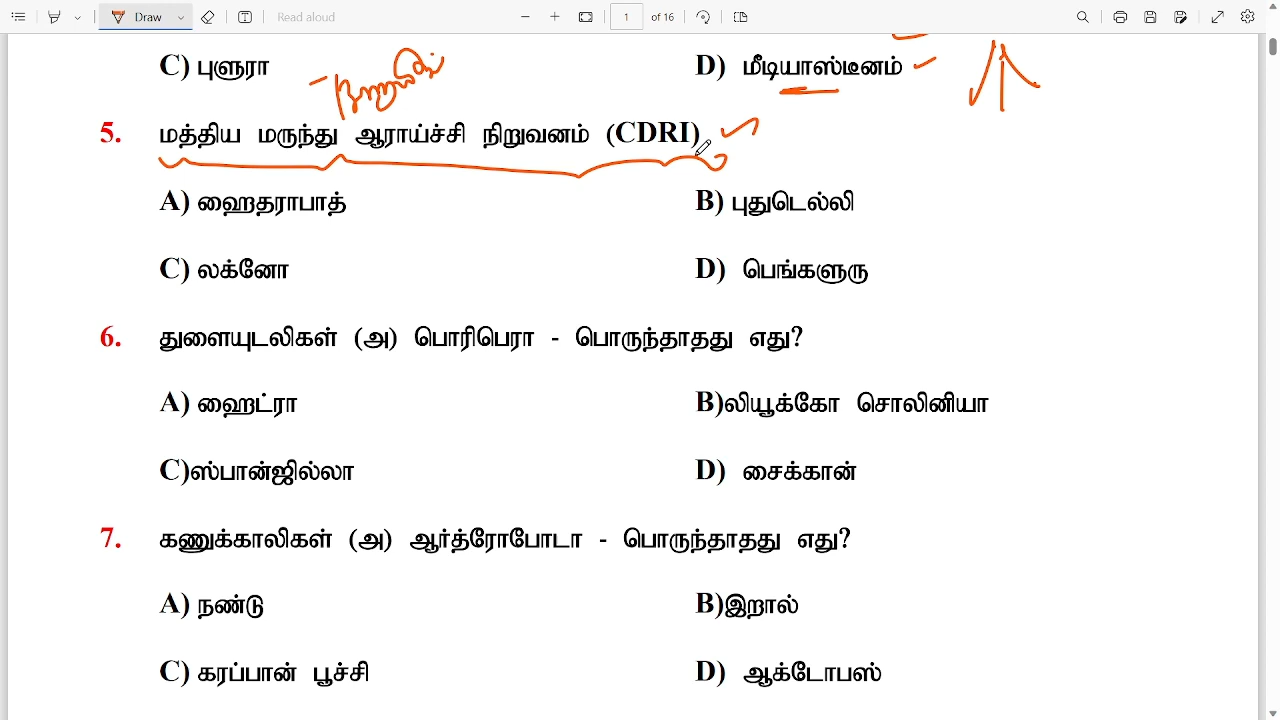 Draw
Read aloud
1 of 16
C) புளுரா
D) மீடியாஸ்டீனம்
5. மத்திய மருந்து ஆராய்ச்சி நிறுவனம் (CDRI)
A) ஹைதராபாத்
B) புதுடெல்லி
C) லக்னோ
D) பெங்களுரு
6. துளையுடலிகள் (அ) பொரிபெரா - பொருந்தாதது எது?
A) ஹைட்ரா
B)லியூக்கோ சொலினியா
C)ஸ்பான்ஜில்லா
D) சைக்கான்
7. கணுக்காலிகள் (அ) ஆர்த்ரோபோடா - பொருந்தாதது எது?
A) நண்டு
B)இறால்
C) கரப்பான் பூச்சி
D) ஆக்டோபஸ்